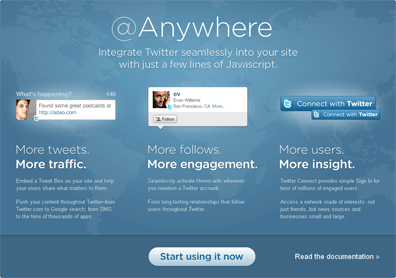 @Anywhere
Integrate Twitter seamlessly into your site
with just a few lines of Javascript.
What's happening? 140
Found some great podcasts at
http://odeo.com
ev
Evan Williams
San Francisco, CA More...
Follow
Connect with Twitter
Connect with Twitter
More tweets.
More traffic.
Embed a Tweet Box on your site and help
your users share what matters to them.
Push your content throughout Twitter-from
Twitter.com to Google search, from SMS
to the tens of thousands of apps.
More follows.
More engagement.
Seamlessly activate Hovercards wherever
you mention a Twitter account.
Form long-lasting relationships that follow
users throughout Twitter.
More users.
More insight.
Twitter Connect provides simple Sign In for
tens of millions of engaged users.
Access a network made of interests: not
just friends, but news sources and
businesses small and large.
Start using it now
Read the documentation »